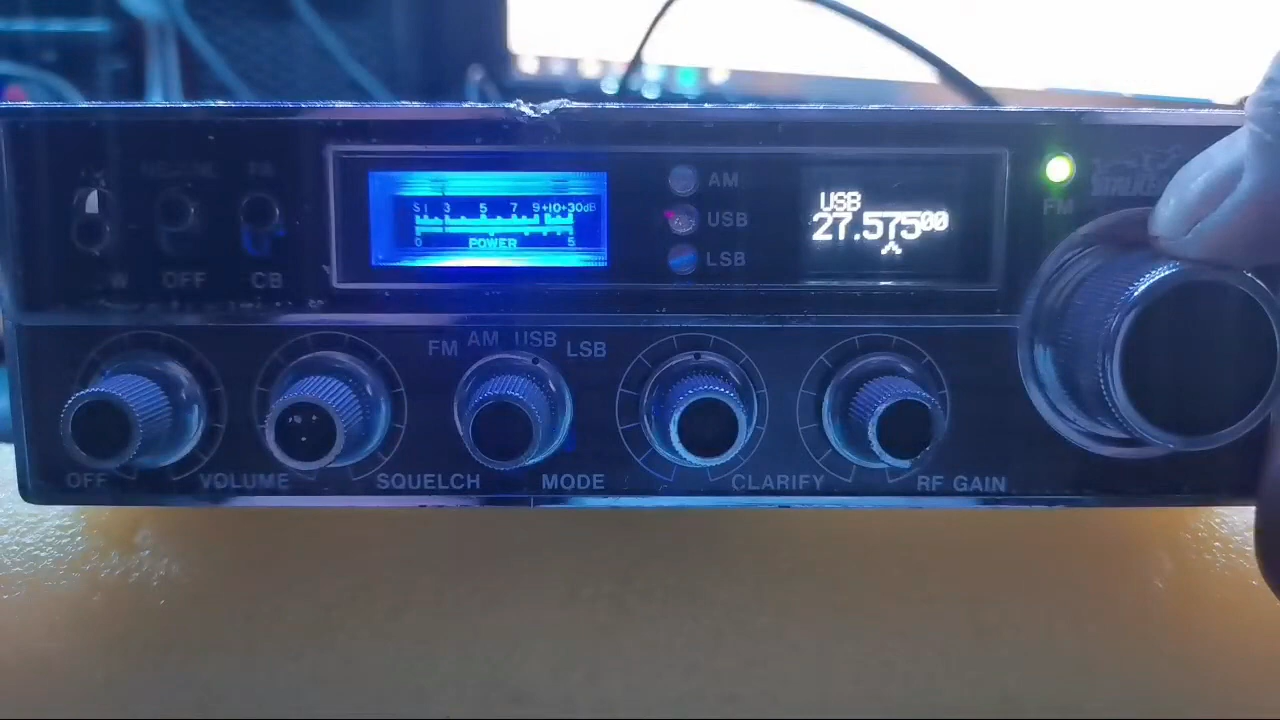 S 1 3 5 7 9 +10 +30dB
0 POWER 5
AM
USB
LSB
USB
27.57500
FM
OFF CB
FM AM USB LSB
OFF VOLUME SQUELCH MODE CLARIFY RF GAIN